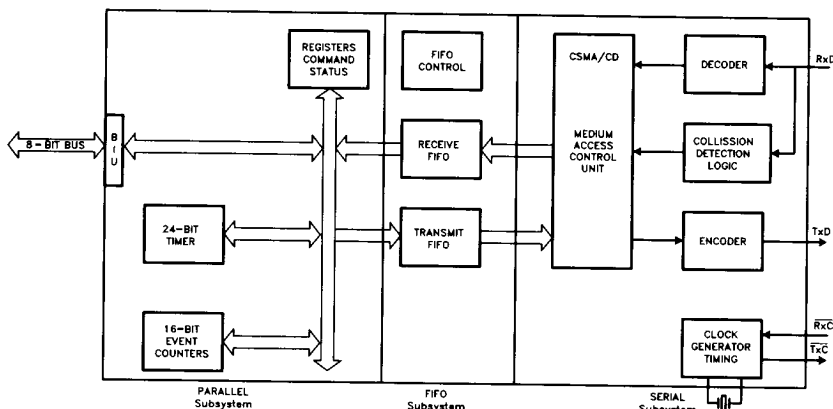 REGISTERS
COMMAND
STATUS
FIFO
CONTROL
CSMA/CD
DECODER
RxD
8-BIT BUS
BIU
RECEIVE
FIFO
MEDIUM
ACCESS
CONTROL
UNIT
COLLISSION
DETECTION
LOGIC
24-BIT
TIMER
TRANSMIT
FIFO
ENCODER
TxD
16-BIT
EVENT
COUNTERS
CLOCK
GENERATOR
TIMING
RxC
TxC
PARALLEL
Subsystem
FIFO
Subsystem
SERIAL
Subsystem